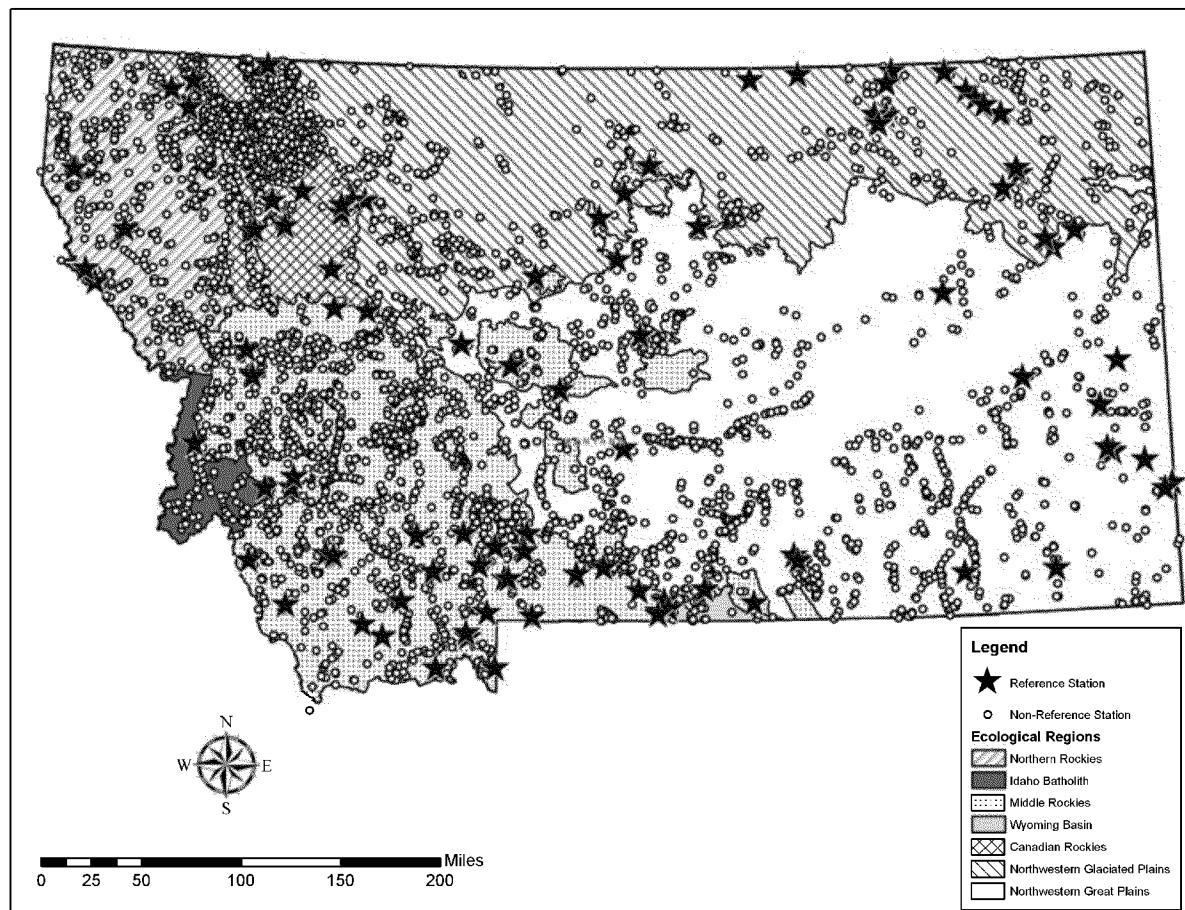 N
W E
S
Miles
0 25 50 100 150 200
Legend
Reference Station
Non-Reference Station
Ecological Regions
Northern Rockies
Idaho Batholith
Middle Rockies
Wyoming Basin
Canadian Rockies
Northwestern Glaciated Plains
Northwestern Great Plains